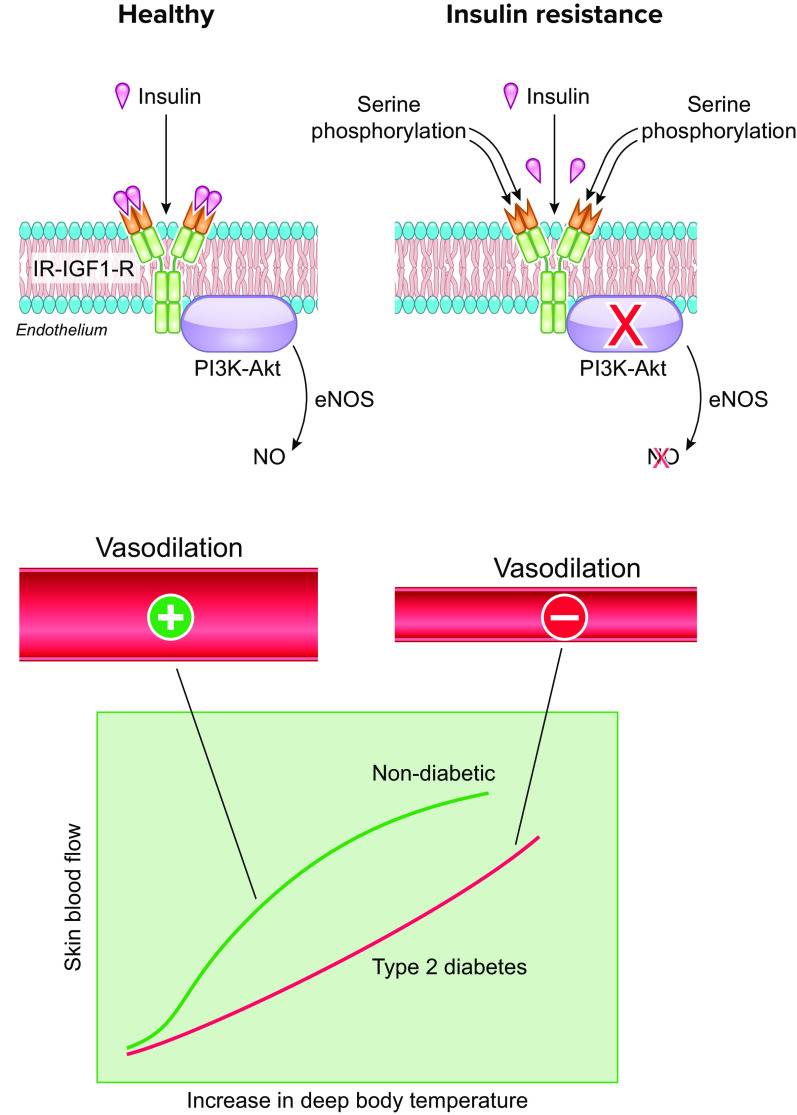 Healthy
Insulin resistance
Insulin
Serine
phosphorylation
Insulin
Serine
phosphorylation
IR-IGF1-R
Endothelium
PI3K-Akt
PI3K-Akt
eNOS
eNOS
NO
NO
Vasodilation
Vasodilation
Non-diabetic
Type 2 diabetes
Skin blood flow
Increase in deep body temperature